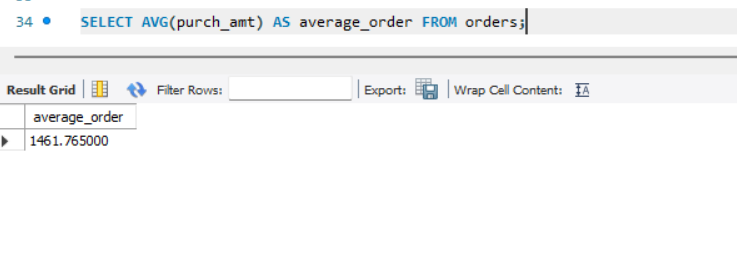 34 SELECT AVG(purch_amt) AS average_order FROM orders;
Result Grid Filter Rows: Export: Wrap Cell Content: IA
average_order
1461.765000